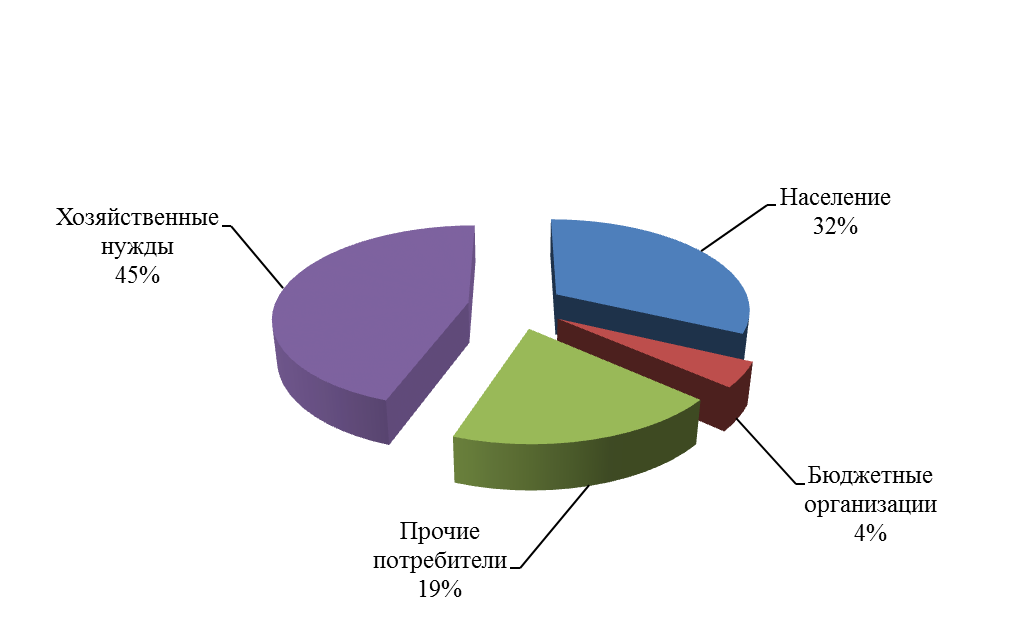 Население
32%
Хозяйственные
нужды
45%
Бюджетные
организации
4%
Прочие
потребители
19%